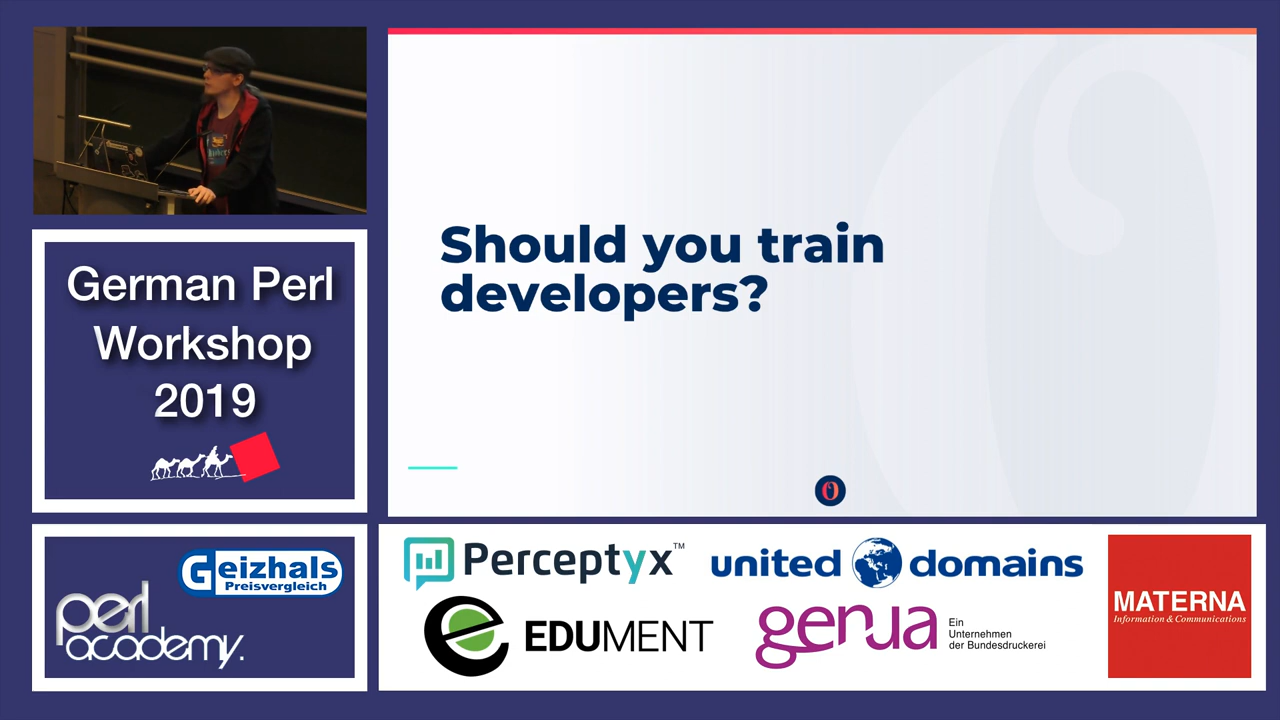 Should you train
developers?
German Perl
Workshop
2019
Geizhals
Preisvergleich
perl
academy.
Perceptyx™
united domains
EDUMENT
genua
Ein
Unternehmen
der Bundesdruckerei
MATERNA
Information & Communications